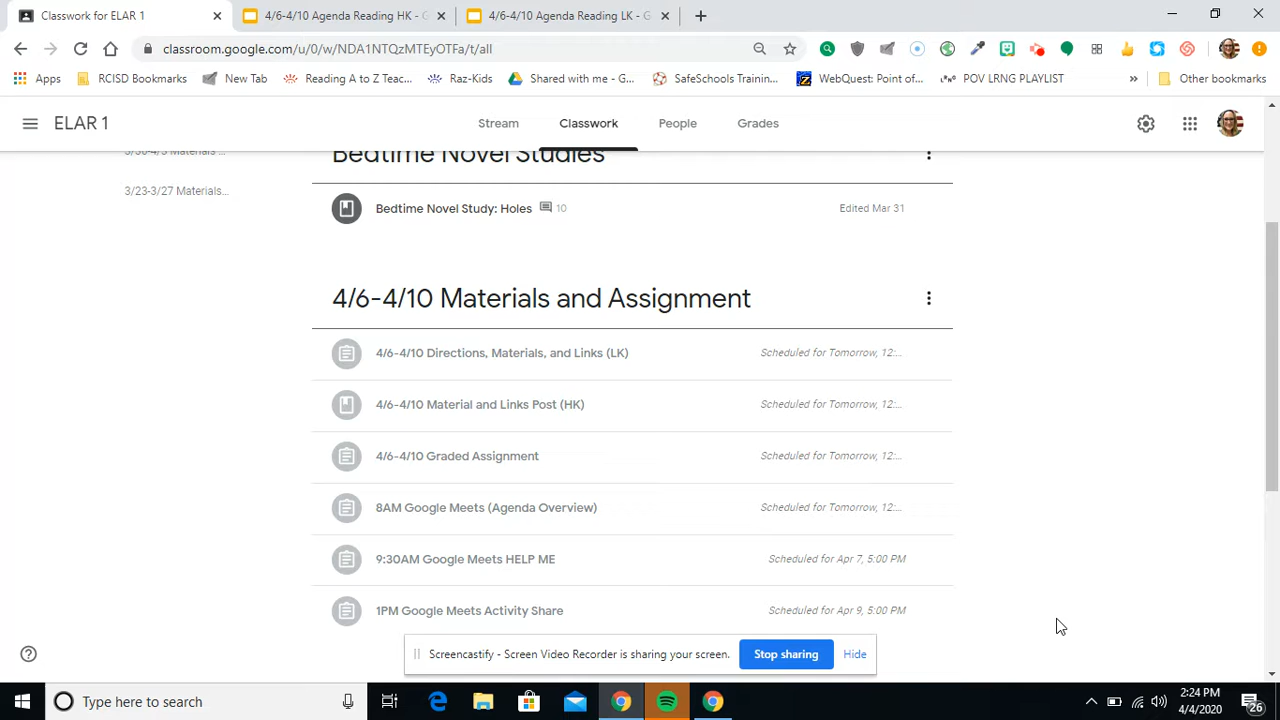 Classwork for ELAR 1
4/6-4/10 Agenda Reading HK - G
4/6-4/10 Agenda Reading LK - G
classroom.google.com/u/0/w/NDA1NTQzMTEyOTFa/t/all
Apps RCISD Bookmarks New Tab Reading A to Z Teac... Raz-Kids Shared with me - G... SafeSchools Trainin... WebQuest: Point of... POV LRNG PLAYLIST » Other bookmarks
ELAR 1 Stream Classwork People Grades
3/30-4/3 Materials ...
3/23-3/27 Materials...
Bedtime Novel Studies
Bedtime Novel Study: Holes 10 Edited Mar 31
4/6-4/10 Materials and Assignment
4/6-4/10 Directions, Materials, and Links (LK) Scheduled for Tomorrow, 12:...
4/6-4/10 Material and Links Post (HK) Scheduled for Tomorrow, 12:...
4/6-4/10 Graded Assignment Scheduled for Tomorrow, 12:...
8AM Google Meets (Agenda Overview) Scheduled for Tomorrow, 12:...
9:30AM Google Meets HELP ME Scheduled for Apr 7, 5:00 PM
1PM Google Meets Activity Share Scheduled for Apr 9, 5:00 PM
Screencastify - Screen Video Recorder is sharing your screen. Stop sharing Hide
Type here to search
2:24 PM
4/4/2020
26